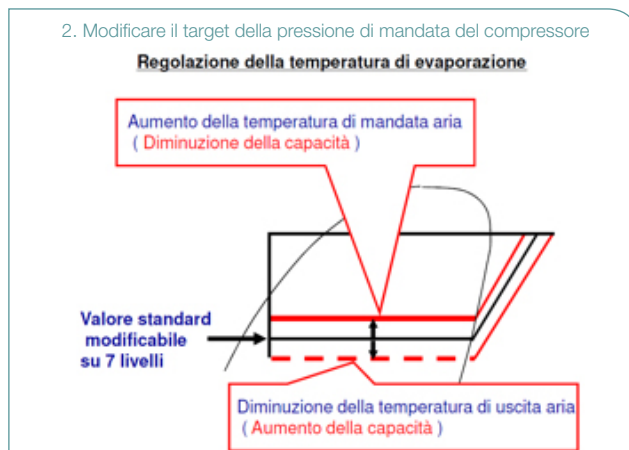 2. Modificare il target della pressione di mandata del compressore
Regolazione della temperatura di evaporazione
Aumento della temperatura di mandata aria
( Diminuzione della capacità )
Valore standard
modificabile
su 7 livelli
Diminuzione della temperatura di uscita aria
( Aumento della capacità )